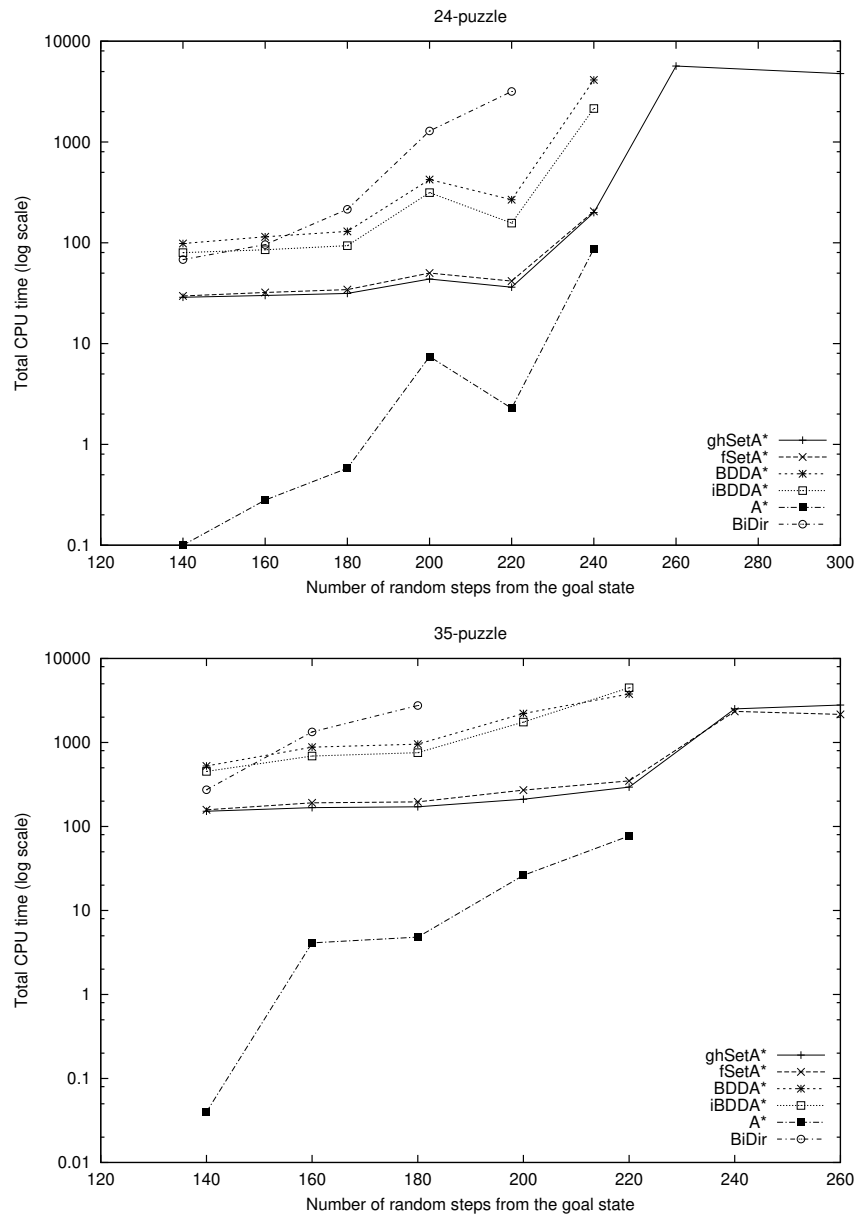 24-puzzle
10000
1000
100
10
1
0.1
Total CPU time (log scale)
ghSetA*
fSetA*
BDDA*
iBDDA*
A*
BiDir
120 140 160 180 200 220 240 260 280 300
Number of random steps from the goal state
35-puzzle
10000
1000
100
10
1
0.1
0.01
Total CPU time (log scale)
ghSetA*
fSetA*
BDDA*
iBDDA*
A*
BiDir
120 140 160 180 200 220 240 260
Number of random steps from the goal state